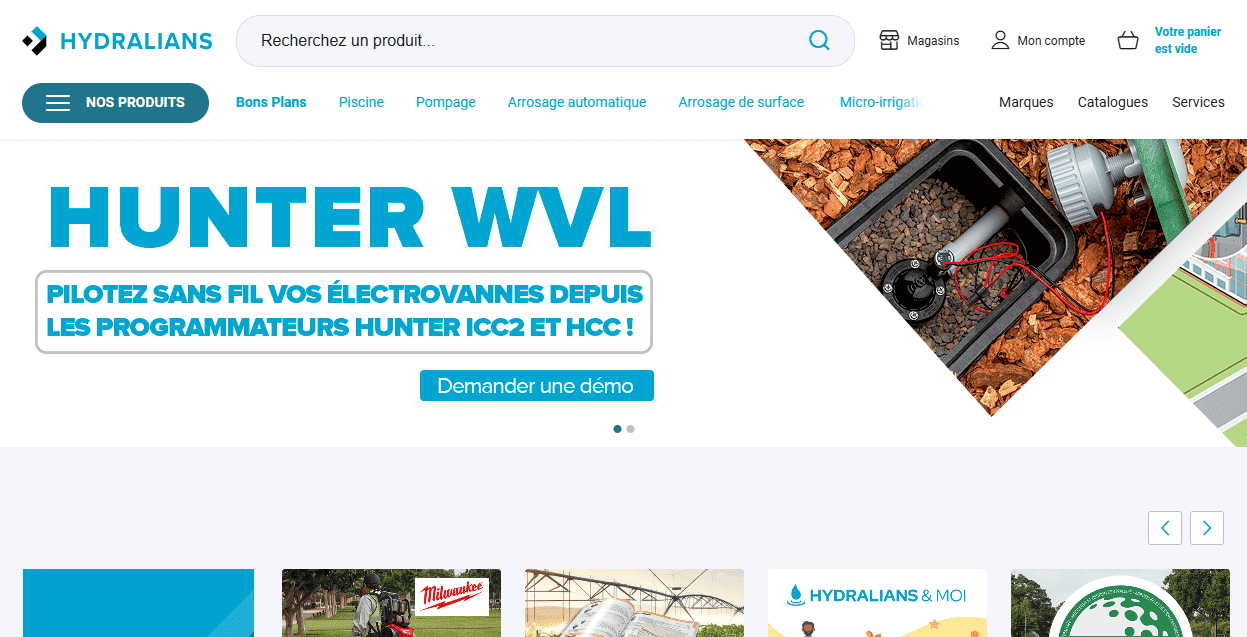 HYDRALIANS
Recherchez un produit...
Magasins
Mon compte
Votre panier
est vide
NOS PRODUITS
Bons Plans
Piscine
Pompage
Arrosage automatique
Arrosage de surface
Micro-irrigati
Marques
Catalogues
Services
HUNTER WVL
PILOTEZ SANS FIL VOS ÉLECTROVANNES DEPUIS
LES PROGRAMMATEURS HUNTER ICC2 ET HCC !
Demander une démo
Milwaukee
HYDRALIANS & MOI